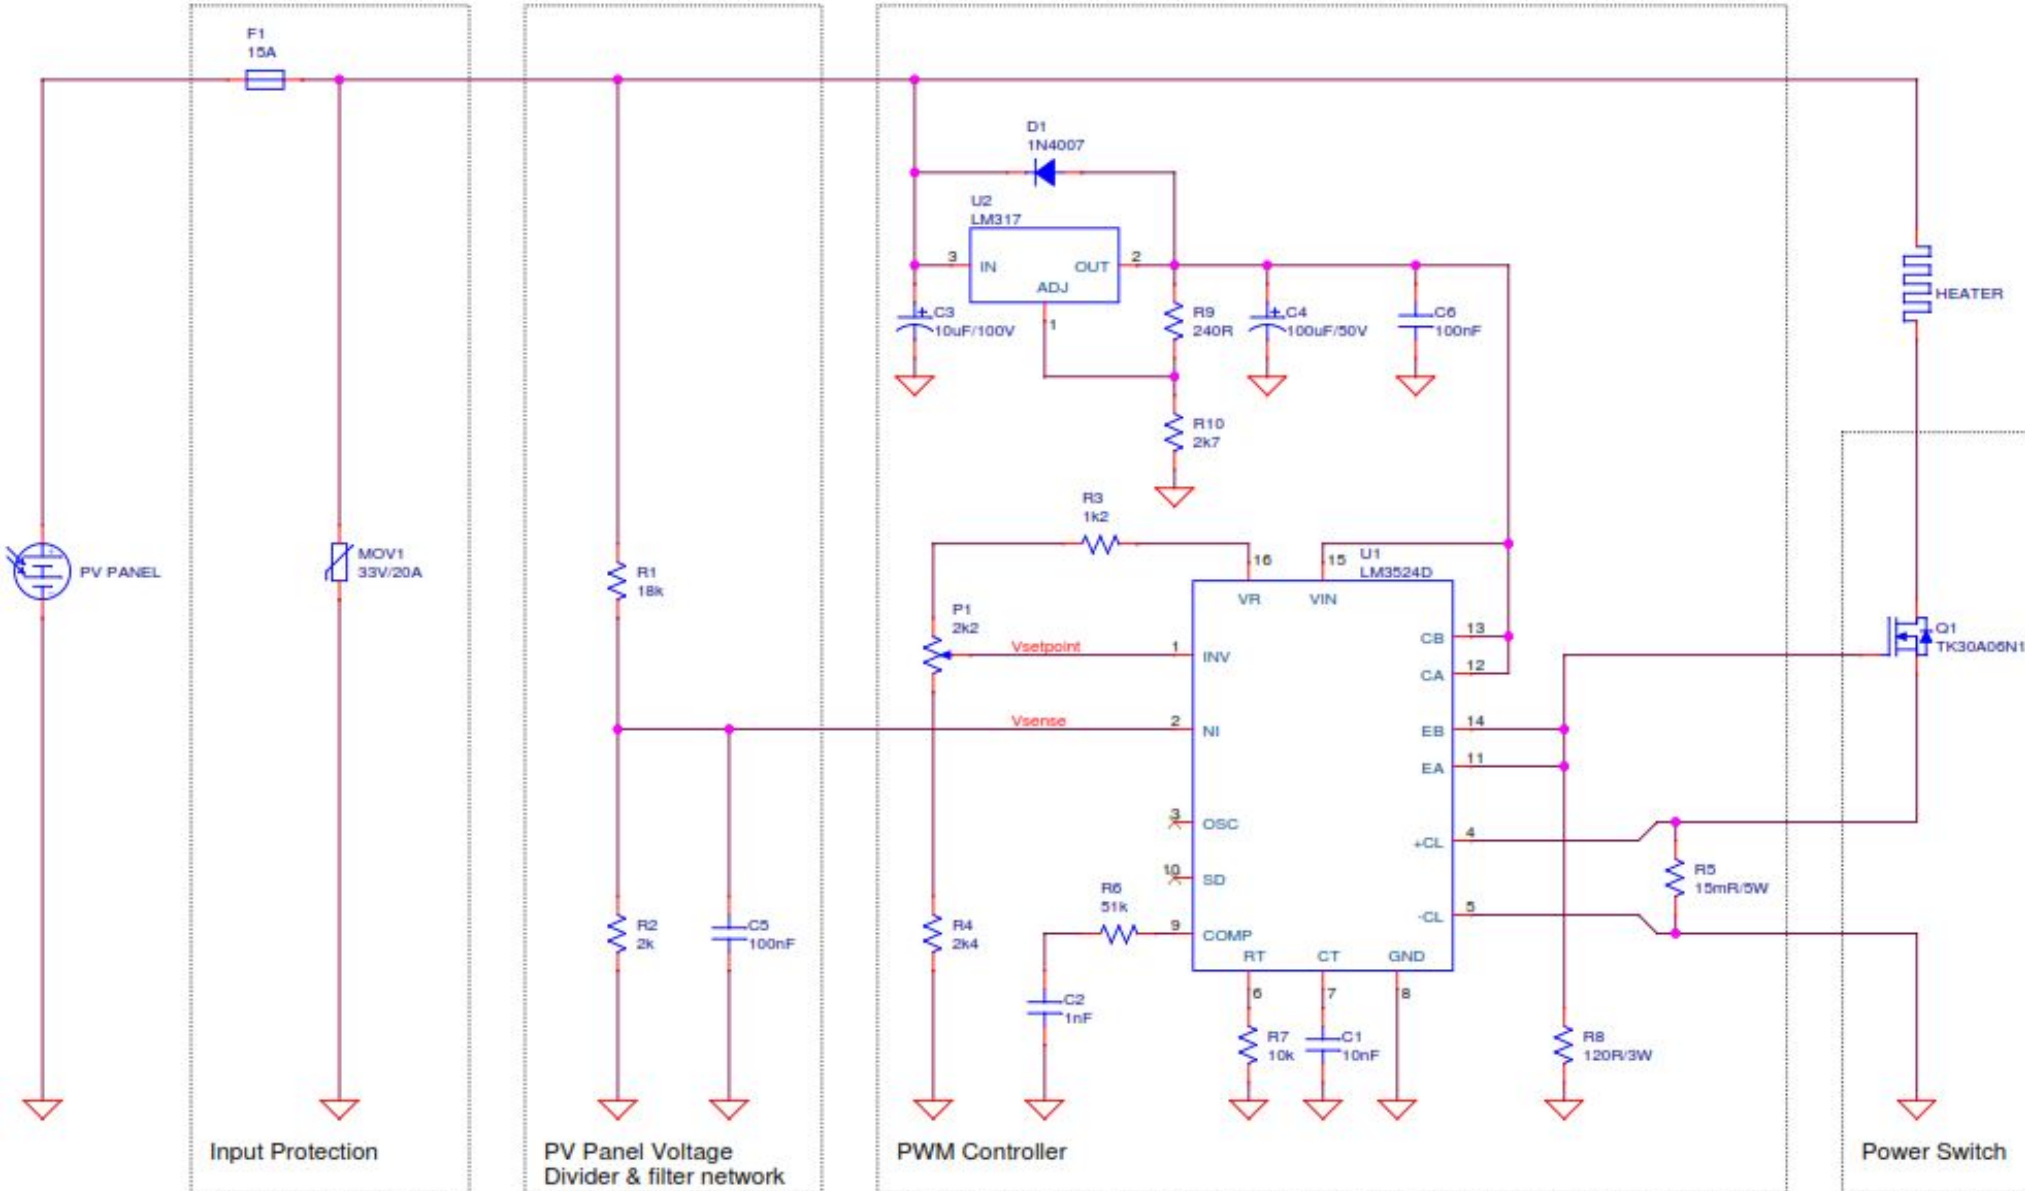 F1
15A
D1
1N4007
U2
LM317
3
IN
OUT
2
ADJ
1
C3
10uF/100V
R9
240R
C4
100uF/50V
C6
100nF
HEATER
R10
2k7
R3
1k2
PV PANEL
MOV1
33V/20A
R1
18k
16
15
U1
LM3524D
VR
VIN
P1
2k2
Vsetpoint
1
INV
CB
13
CA
12
Q1
TK30A06N1
Vsense
2
NI
EB
14
EA
11
3
OSC
+CL
4
10
SD
R5
15mR/5W
R6
51k
-CL
5
R2
2k
C5
100nF
R4
2k4
9
COMP
RT
CT
GND
6
7
8
C2
1nF
R7
10k
C1
10nF
R8
120R/3W
Input Protection
PV Panel Voltage
Divider & filter network
PWM Controller
Power Switch